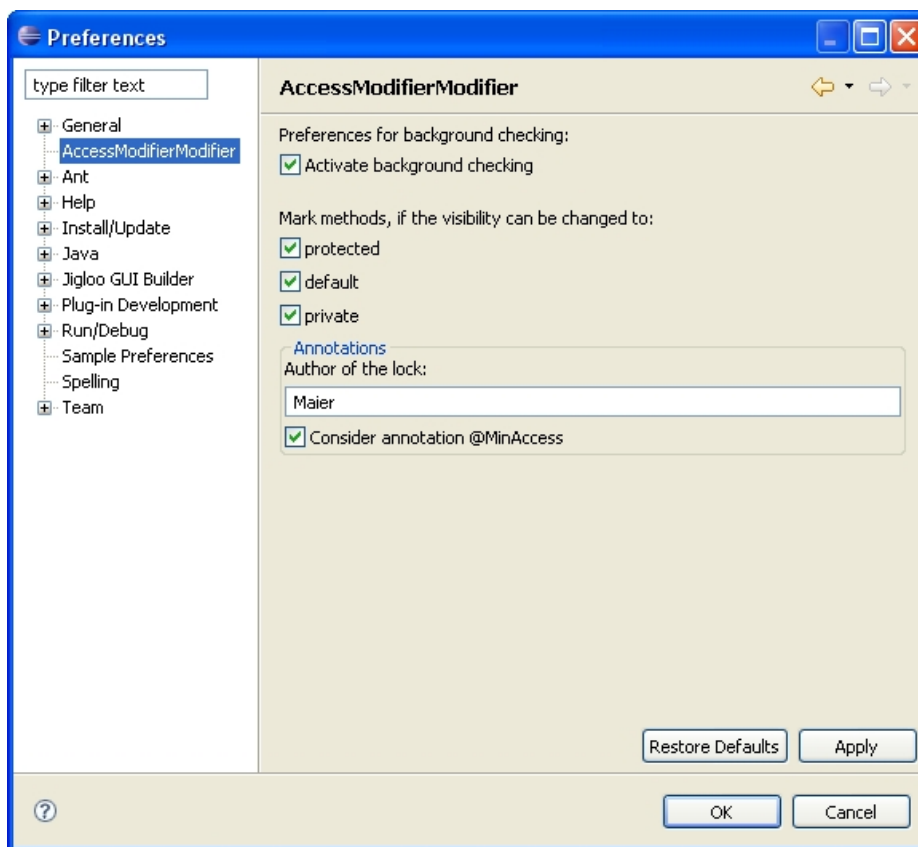 Preferences
type filter text
General
AccessModifierModifier
Ant
Help
Install/Update
Java
Jigloo GUI Builder
Plug-in Development
Run/Debug
Sample Preferences
Spelling
Team
AccessModifierModifier
Preferences for background checking:
Activate background checking
Mark methods, if the visibility can be changed to:
protected
default
private
Annotations
Author of the lock:
Maier
Consider annotation @MinAccess
Restore Defaults
Apply
?
OK
Cancel